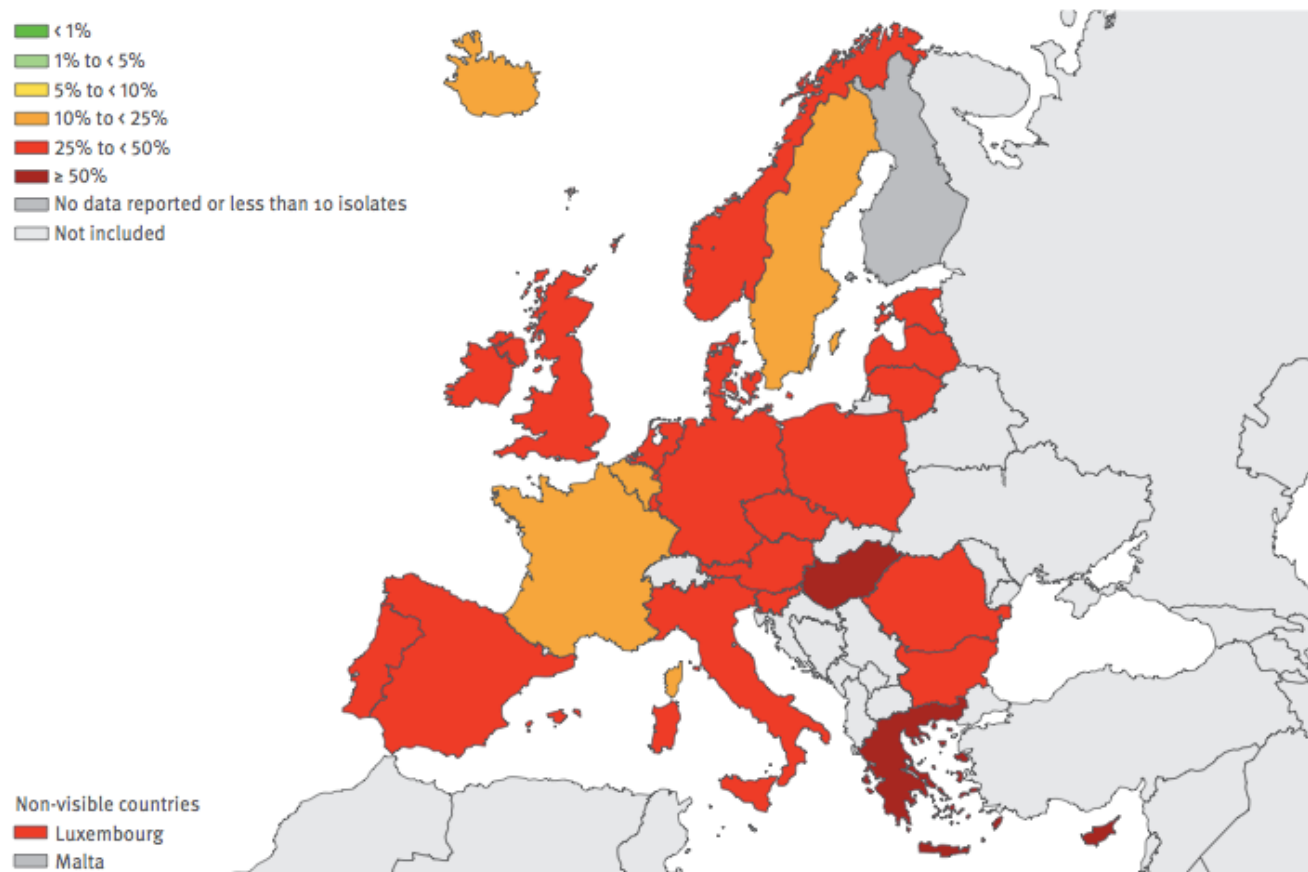 < 1%
1% to < 5%
5% to < 10%
10% to < 25%
25% to < 50%
≥ 50%
No data reported or less than 10 isolates
Not included
Non-visible countries
Luxembourg
Malta